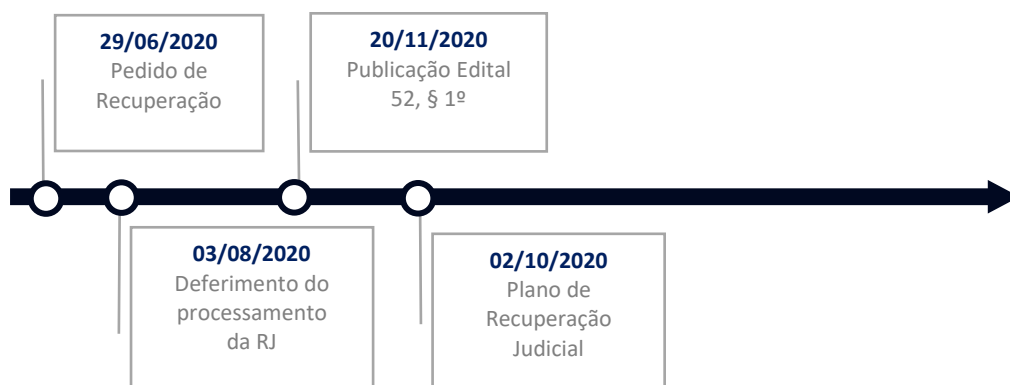 29/06/2020
Pedido de
Recuperação
20/11/2020
Publicação Edital
52, § 1º
03/08/2020
Deferimento do
processamento
da RJ
02/10/2020
Plano de
Recuperação
Judicial